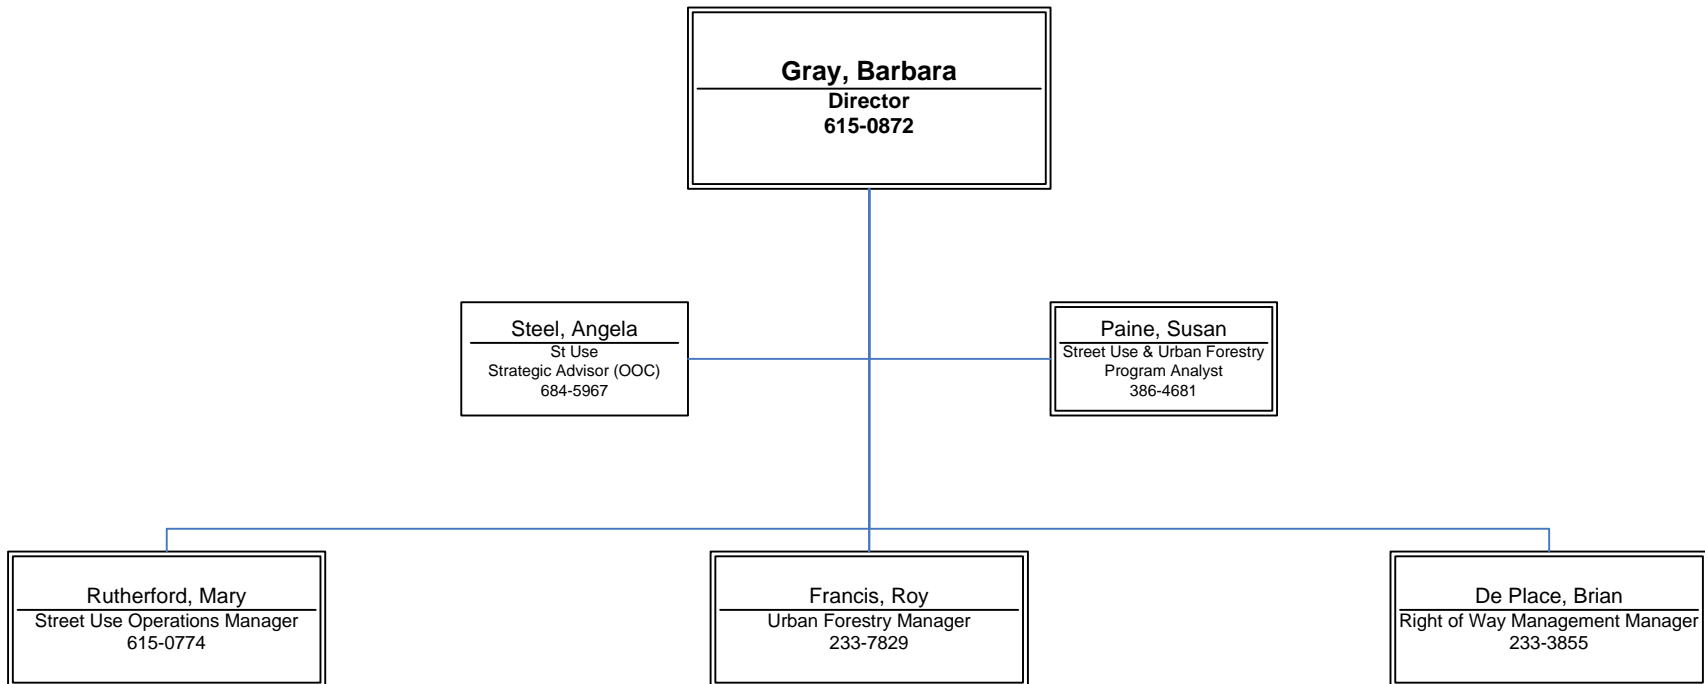 Gray, Barbara
Director
615-0872
Steel, Angela
St Use
Strategic Advisor (OOC)
684-5967
Paine, Susan
Street Use & Urban Forestry
Program Analyst
386-4681
Rutherford, Mary
Street Use Operations Manager
615-0774
Francis, Roy
Urban Forestry Manager
233-7829
De Place, Brian
Right of Way Management Manager
233-3855